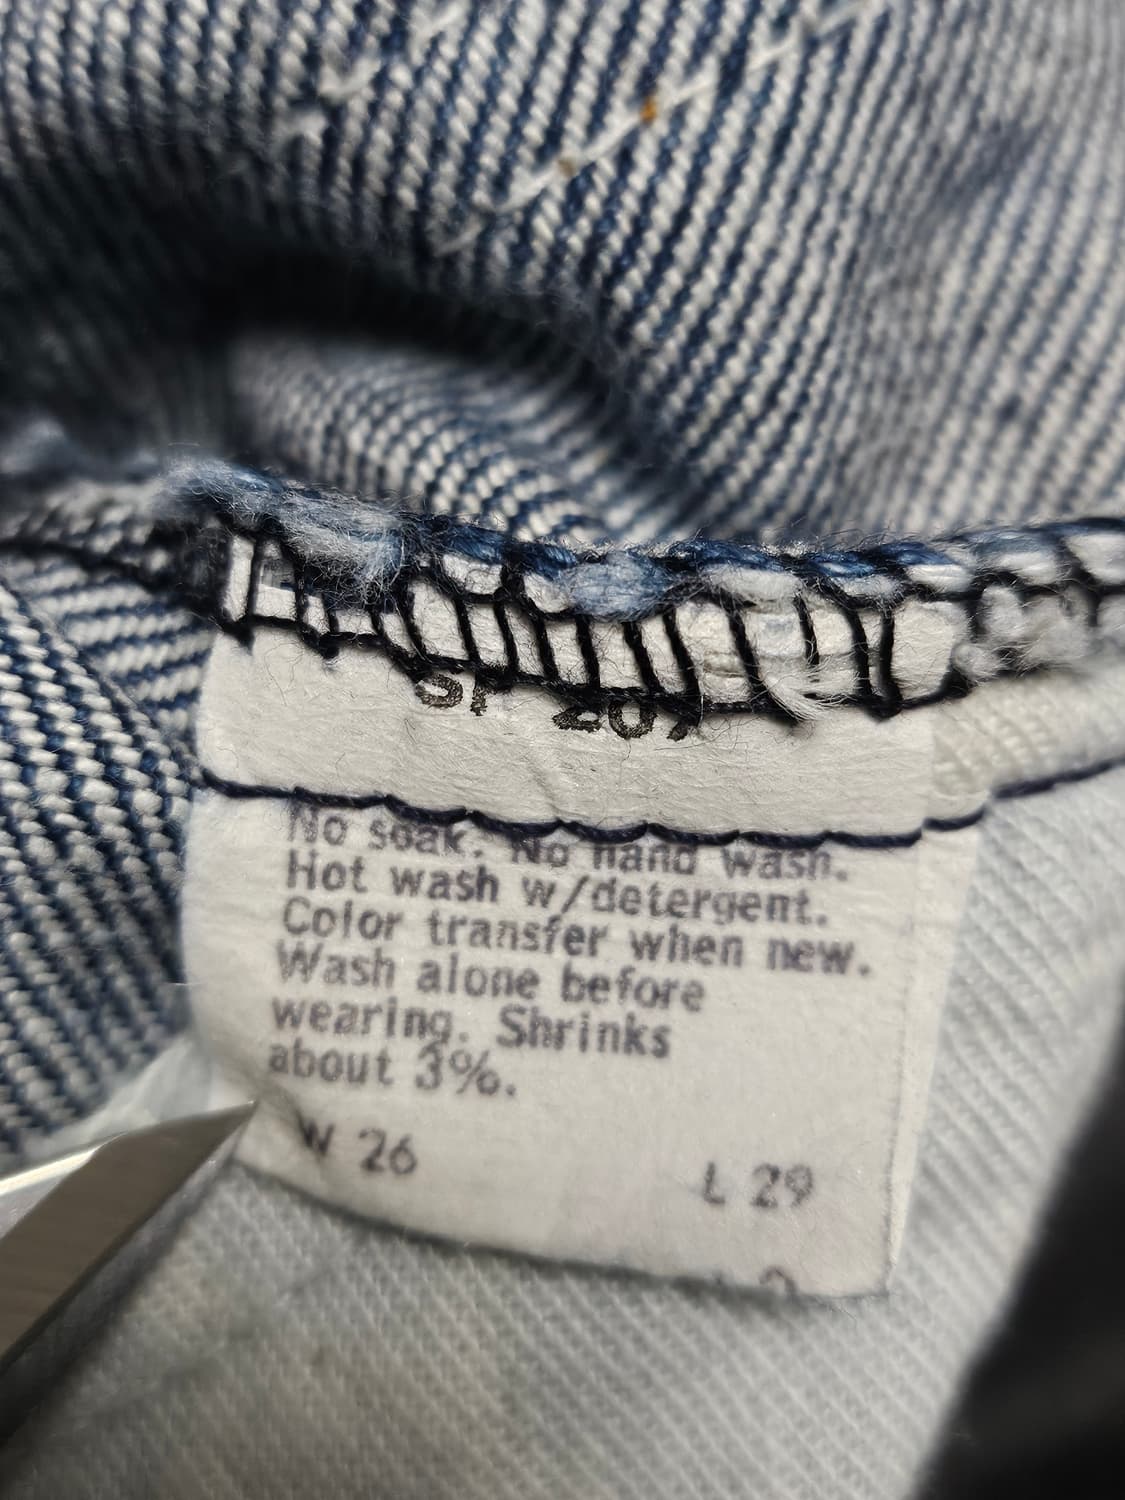 No soak. No hand wash.
Hot wash w/detergent.
Color transfer when new.
Wash alone before
wearing. Shrinks
about 3%.
W 26 L 29